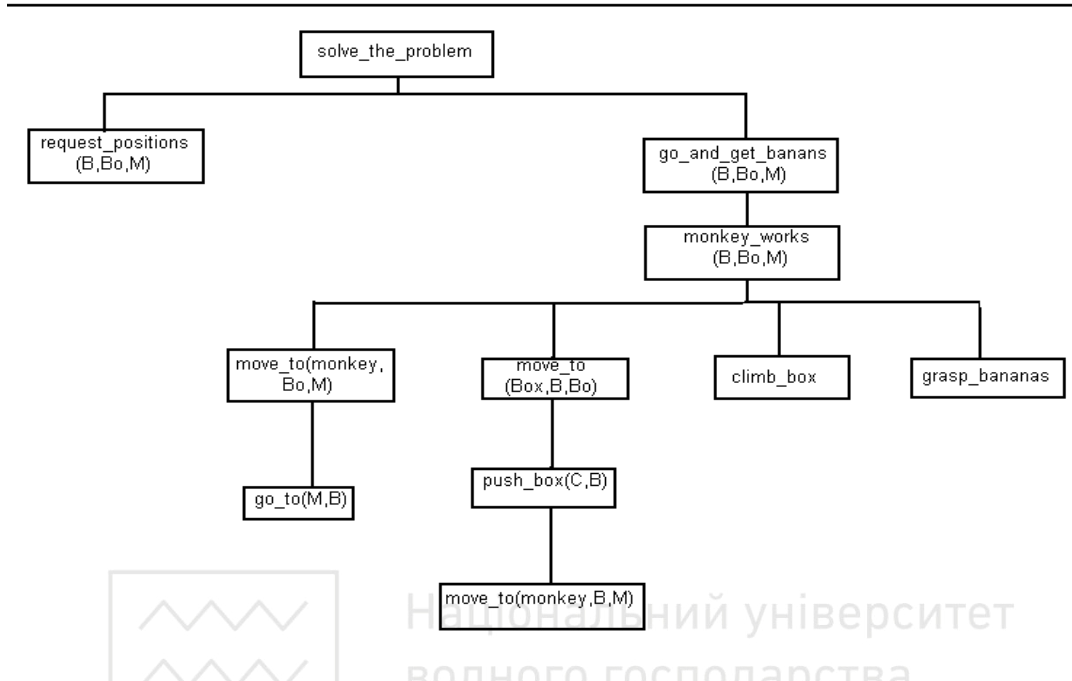 solve_the_problem
request_positions
(B,Bo,M)
go_and_get_banans
(B,Bo,M)
monkey_works
(B,Bo,M)
move_to(monkey,
Bo,M)
move_to
(Box,B,Bo)
climb_box
grasp_bananas
go_to(M,B)
push_box(C,B)
move_to(monkey,B,M)
Національний університет
водного господарства